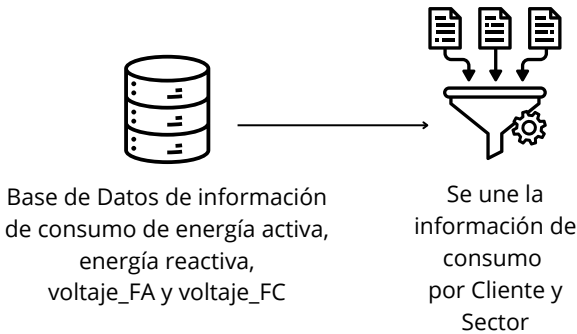 Base de Datos de información
de consumo de energía activa,
energía reactiva,
voltaje_FA y voltaje_FC
Se une la
información de
consumo
por Cliente y
Sector